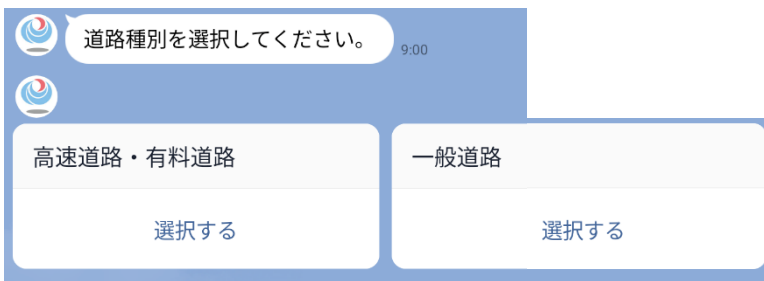 道路種別を選択してください。
9:00
高速道路・有料道路
一般道路
選択する
選択する